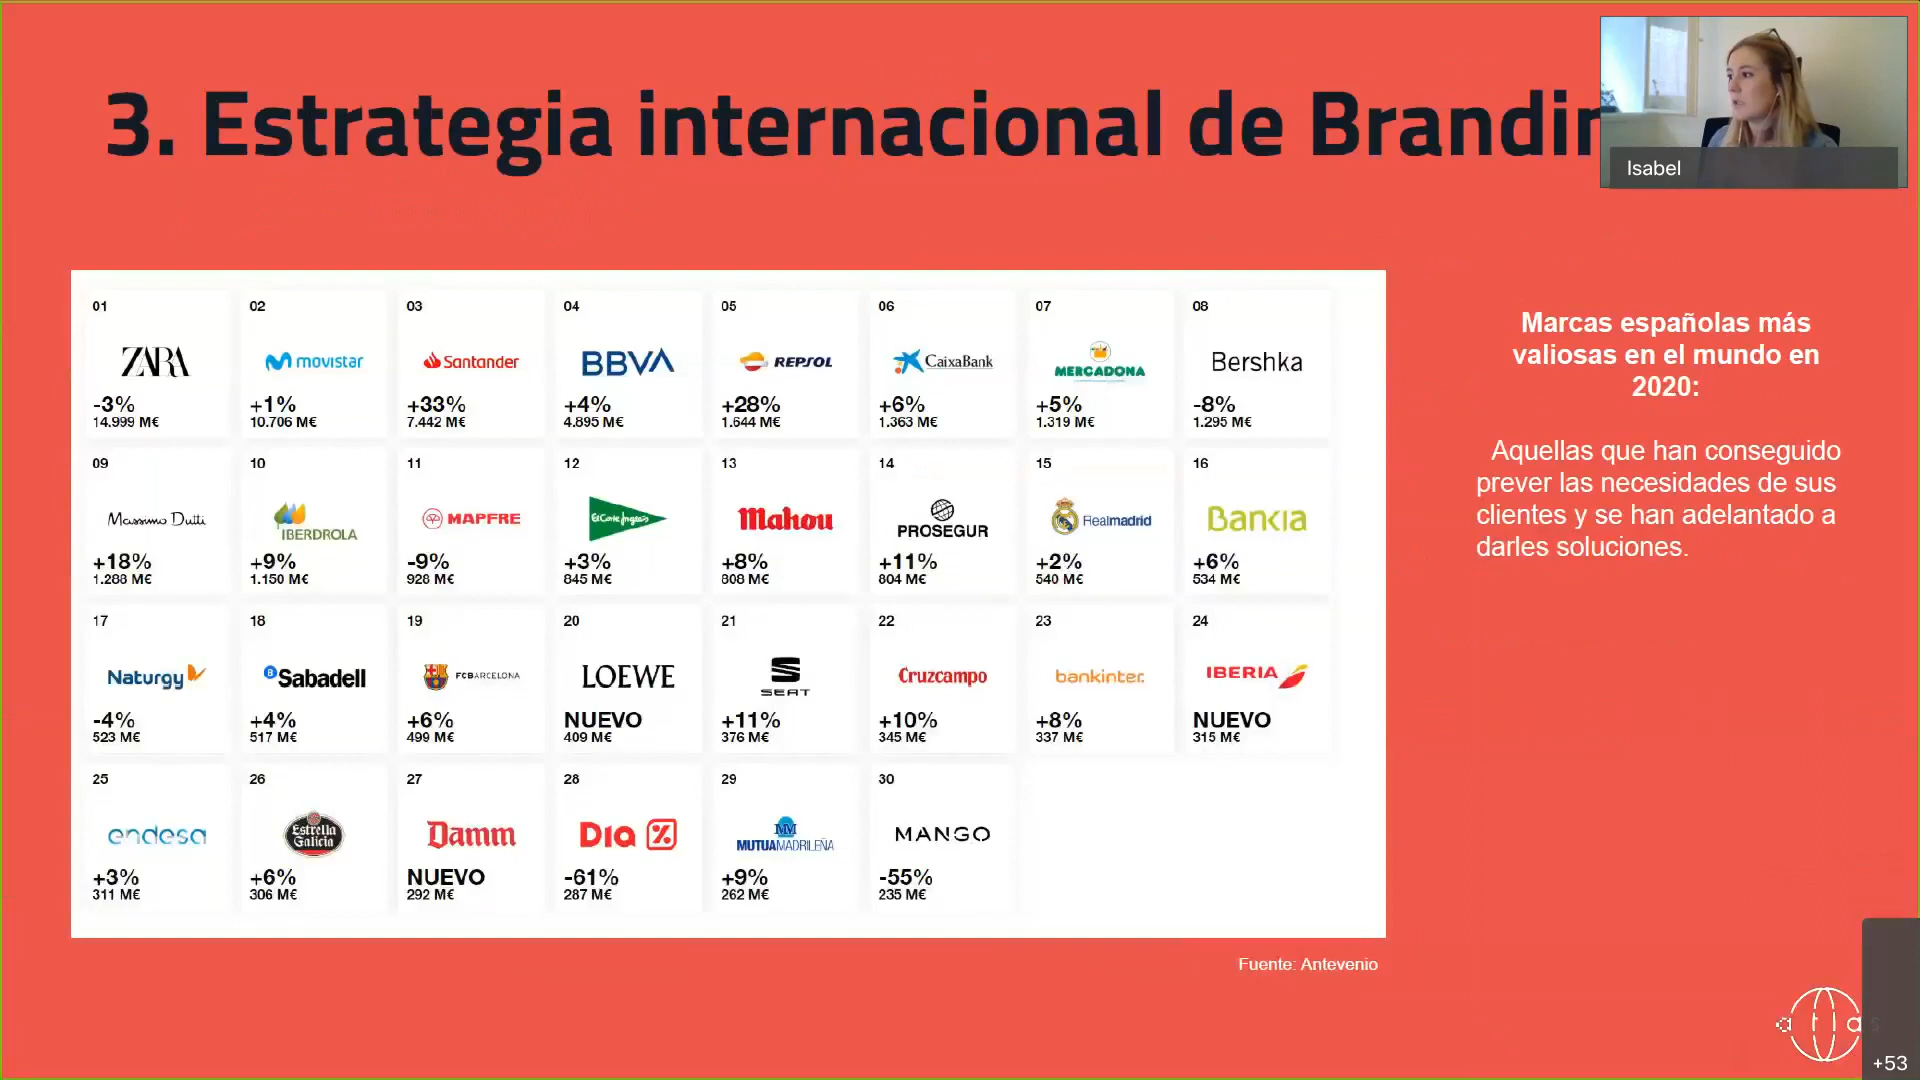 3. Estrategia internacional de Brandin
Isabel
01
ZARA
-3%
14.999 M€
02
movistar
+1%
10.706 M€
03
Santander
+33%
7.442 M€
04
BBVA
+4%
4.895 M€
05
REPSOL
+28%
1.644 M€
06
CaixaBank
+6%
1.363 M€
07
MERCADONA
+5%
1.319 M€
08
Bershka
-8%
1.295 M€
09
Massimo Dutti
+18%
1.288 M€
10
IBERDROLA
+9%
1.150 M€
11
MAPFRE
-9%
928 M€
12
El Corte Inglés
+3%
845 M€
13
Mahou
+8%
808 M€
14
PROSEGUR
+11%
804 M€
15
Realmadrid
+2%
540 M€
16
Bankia
+6%
534 M€
17
Naturgy
-4%
523 M€
18
B Sabadell
+4%
517 M€
19
FCBARCELONA
+6%
499 M€
20
LOEWE
NUEVO
409 M€
21
SEAT
+11%
376 M€
22
Cruzcampo
+10%
345 M€
23
bankinter.
+8%
337 M€
24
IBERIA
NUEVO
315 M€
25
endesa
+3%
311 M€
26
Estrella
Galicia
+6%
306 M€
27
Damm
NUEVO
292 M€
28
Dia %
-61%
287 M€
29
MM
MUTUAMADRILEÑA
+9%
262 M€
30
MANGO
-55%
235 M€
Marcas españolas más
valiosas en el mundo en
2020:
Aquellas que han conseguido
prever las necesidades de sus
clientes y se han adelantado a
darles soluciones.
Fuente: Antevenio
atlas
+53